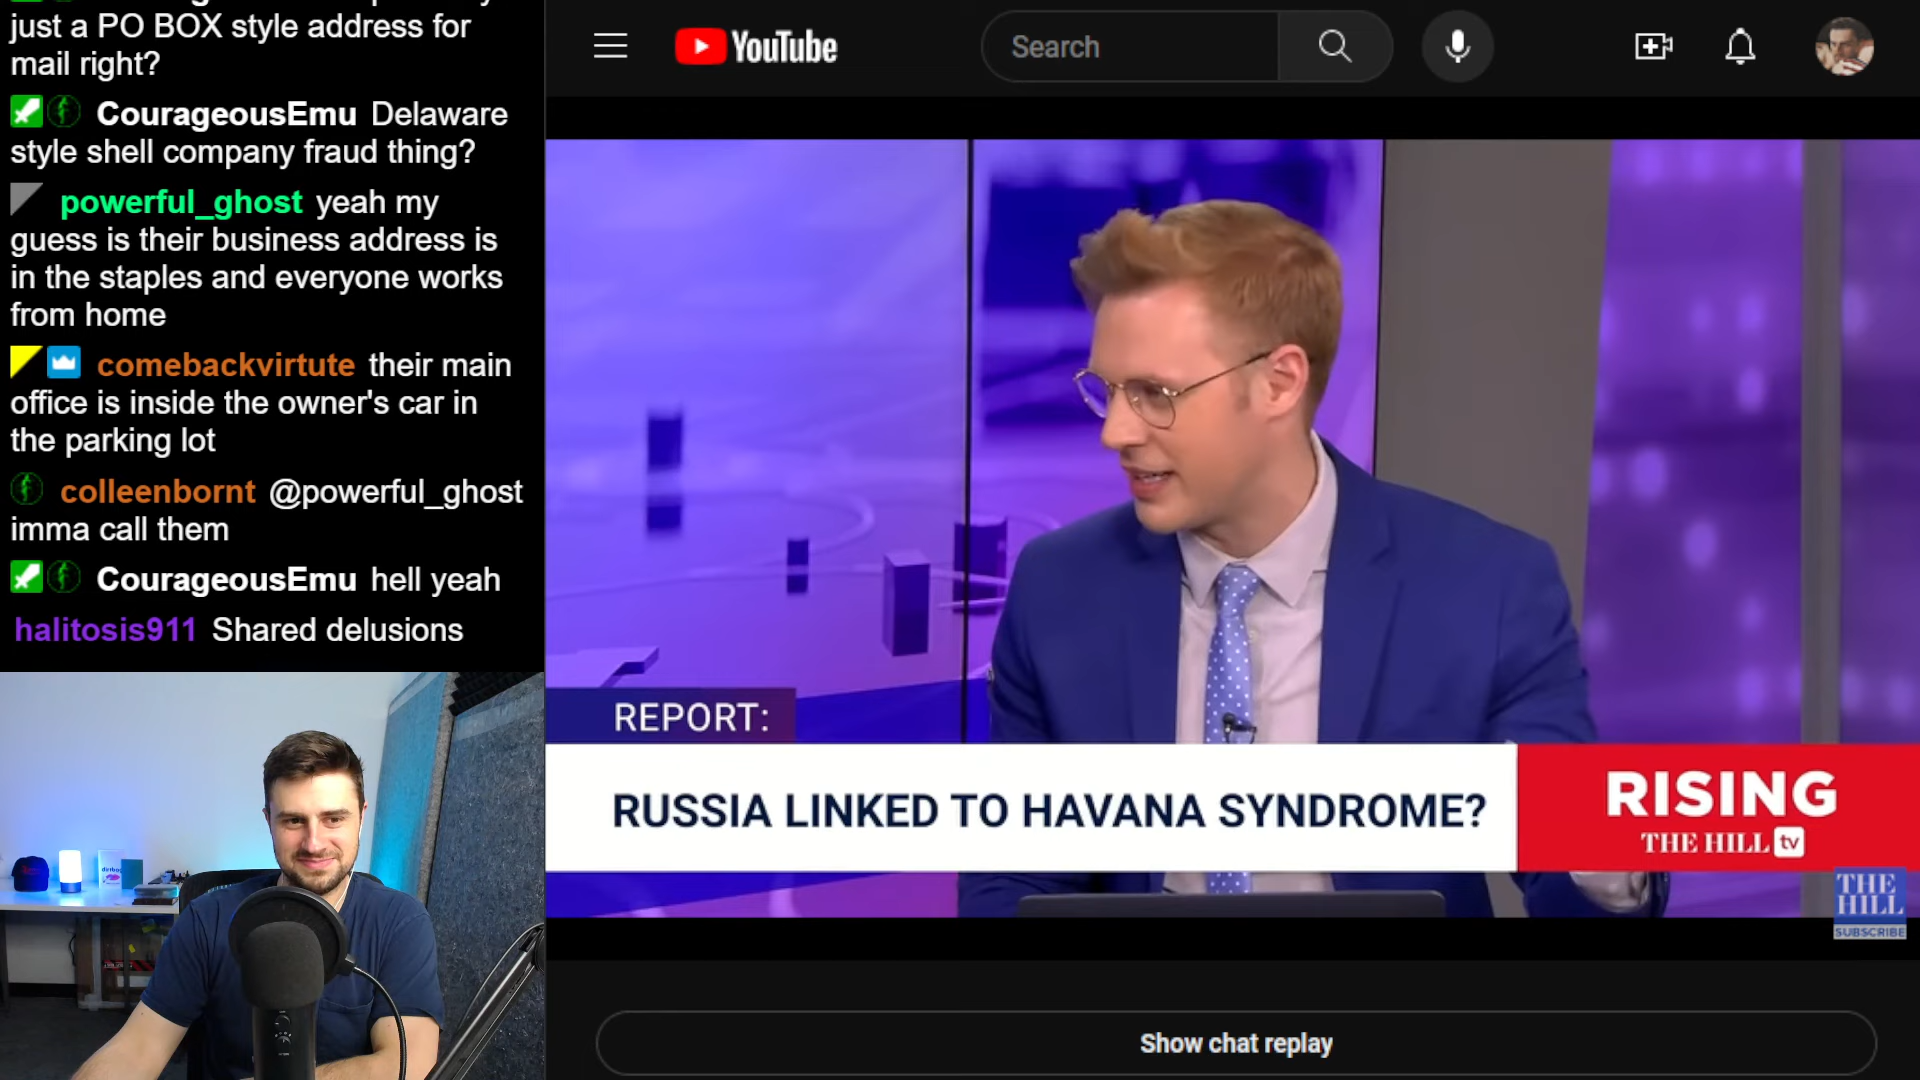 just a PO BOX style address for
mail right?
CourageousEmu Delaware
style shell company fraud thing?
powerful_ghost yeah my
guess is their business address is
in the staples and everyone works
from home
comebackvirtute their main
office is inside the owner's car in
the parking lot
colleenbornt @powerful_ghost
imma call them
CourageousEmu hell yeah
halitosis911 Shared delusions
YouTube
Search
REPORT:
RUSSIA LINKED TO HAVANA SYNDROME?
RISING
THE HILL tv
THE
HILL
SUBSCRIBE
Show chat replay